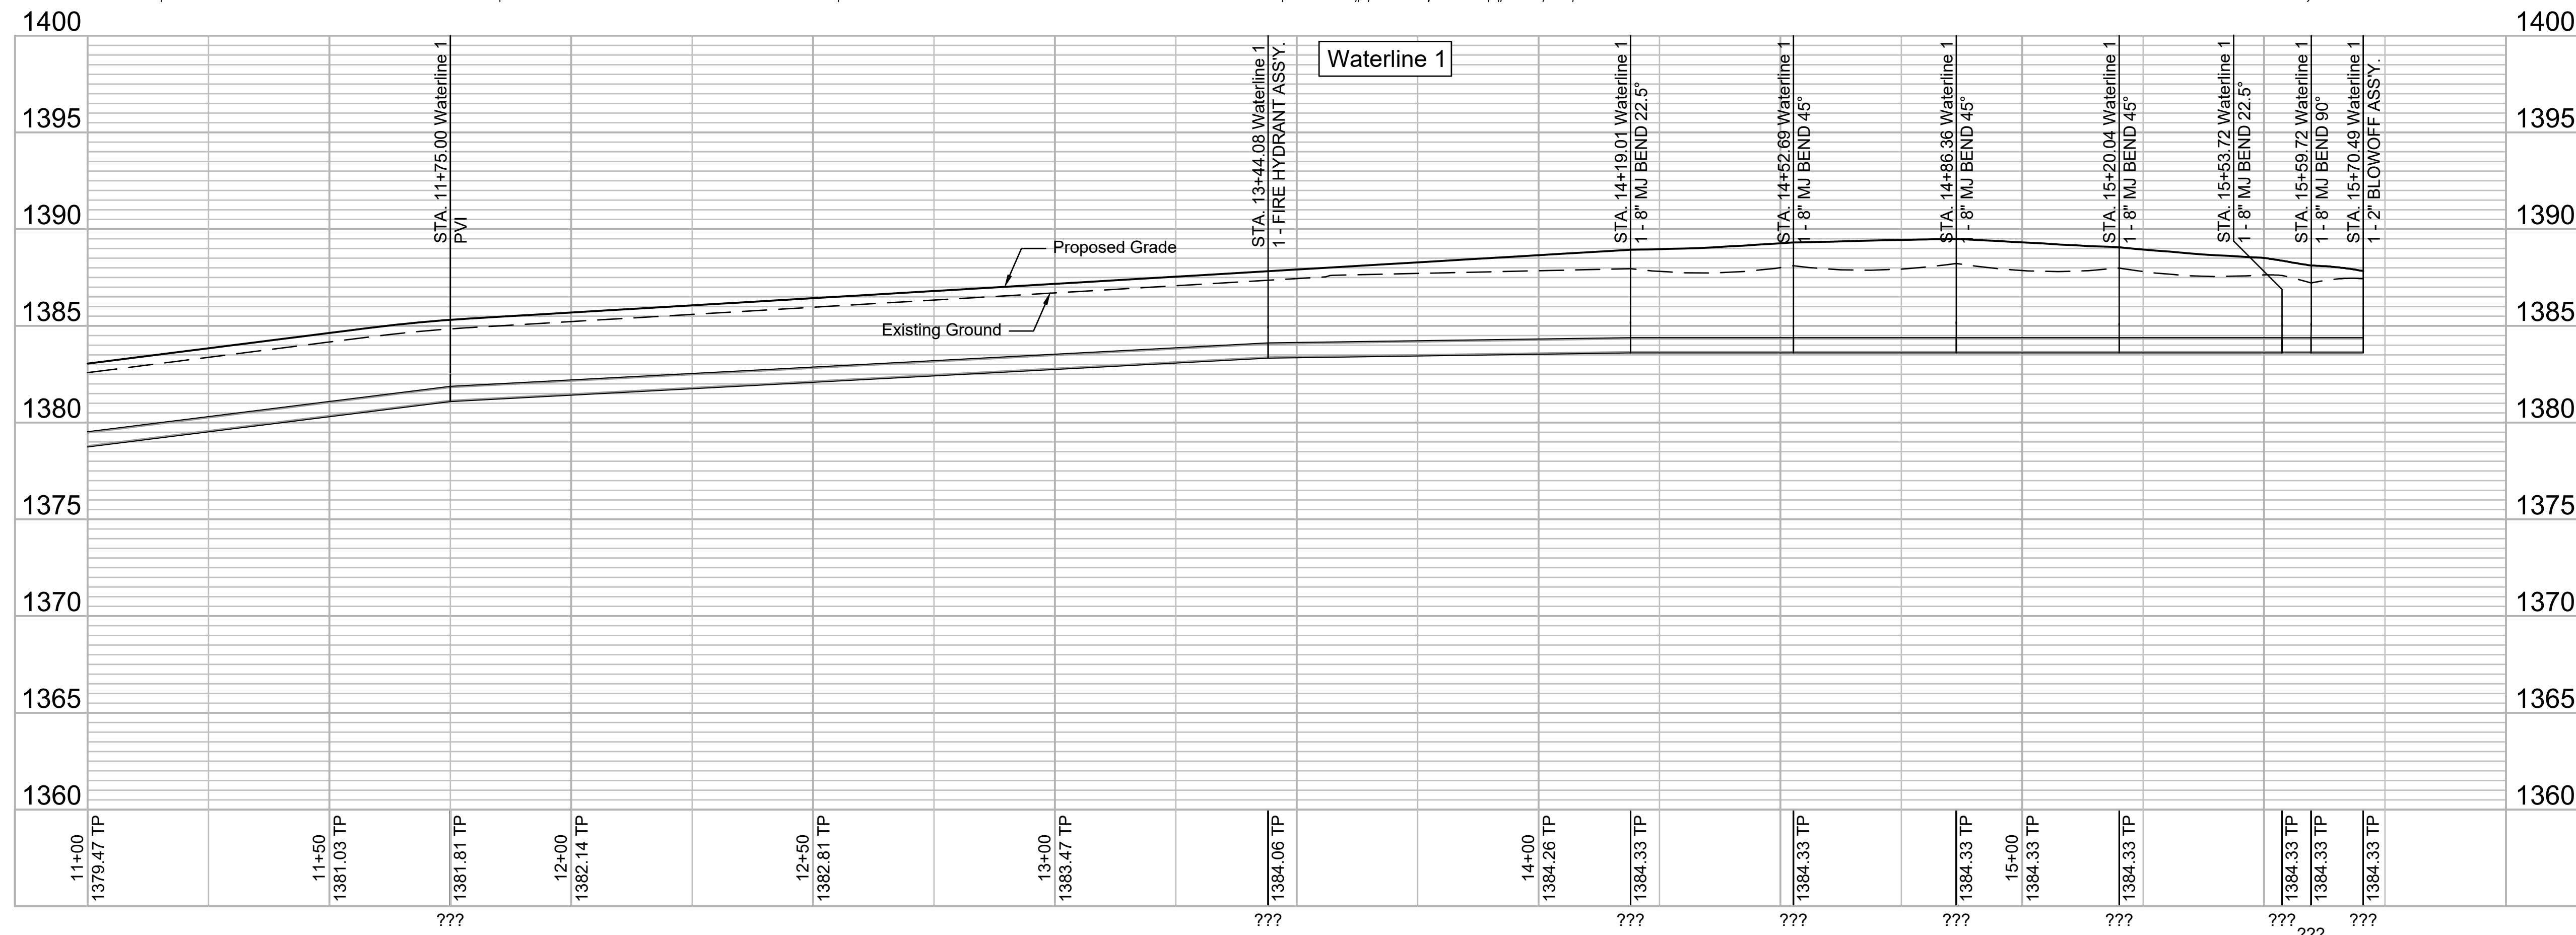 1400
1400
Waterline 1
STA. 11+75.00 Waterline 1
PVI
STA. 13+44.08 Waterline 1
1 - FIRE HYDRANT ASS'Y.
STA. 14+19.01 Waterline 1
1 - 8" MJ BEND 22.5°
STA. 14+52.69 Waterline 1
1 - 8" MJ BEND 45°
STA. 14+86.36 Waterline 1
1 - 8" MJ BEND 45°
STA. 15+20.04 Waterline 1
1 - 8" MJ BEND 45°
STA. 15+53.72 Waterline 1
1 - 8" MJ BEND 22.5°
STA. 15+59.72 Waterline 1
1 - 8" MJ BEND 90°
STA. 15+70.49 Waterline 1
1 - 2" BLOWOFF ASS'Y.
1395
1395
1390
1390
Proposed Grade
Existing Ground
1385
1385
1380
1380
1375
1375
1370
1370
1365
1365
1360
1360
11+00
1379.47 TP
11+50
1381.03 TP
1381.81 TP
12+00
1382.14 TP
12+50
1382.81 TP
13+00
1383.47 TP
1384.06 TP
14+00
1384.26 TP
1384.33 TP
1384.33 TP
1384.33 TP
15+00
1384.33 TP
1384.33 TP
1384.33 TP
1384.33 TP
1384.33 TP
???
???
???
???
???
???
???
???
???